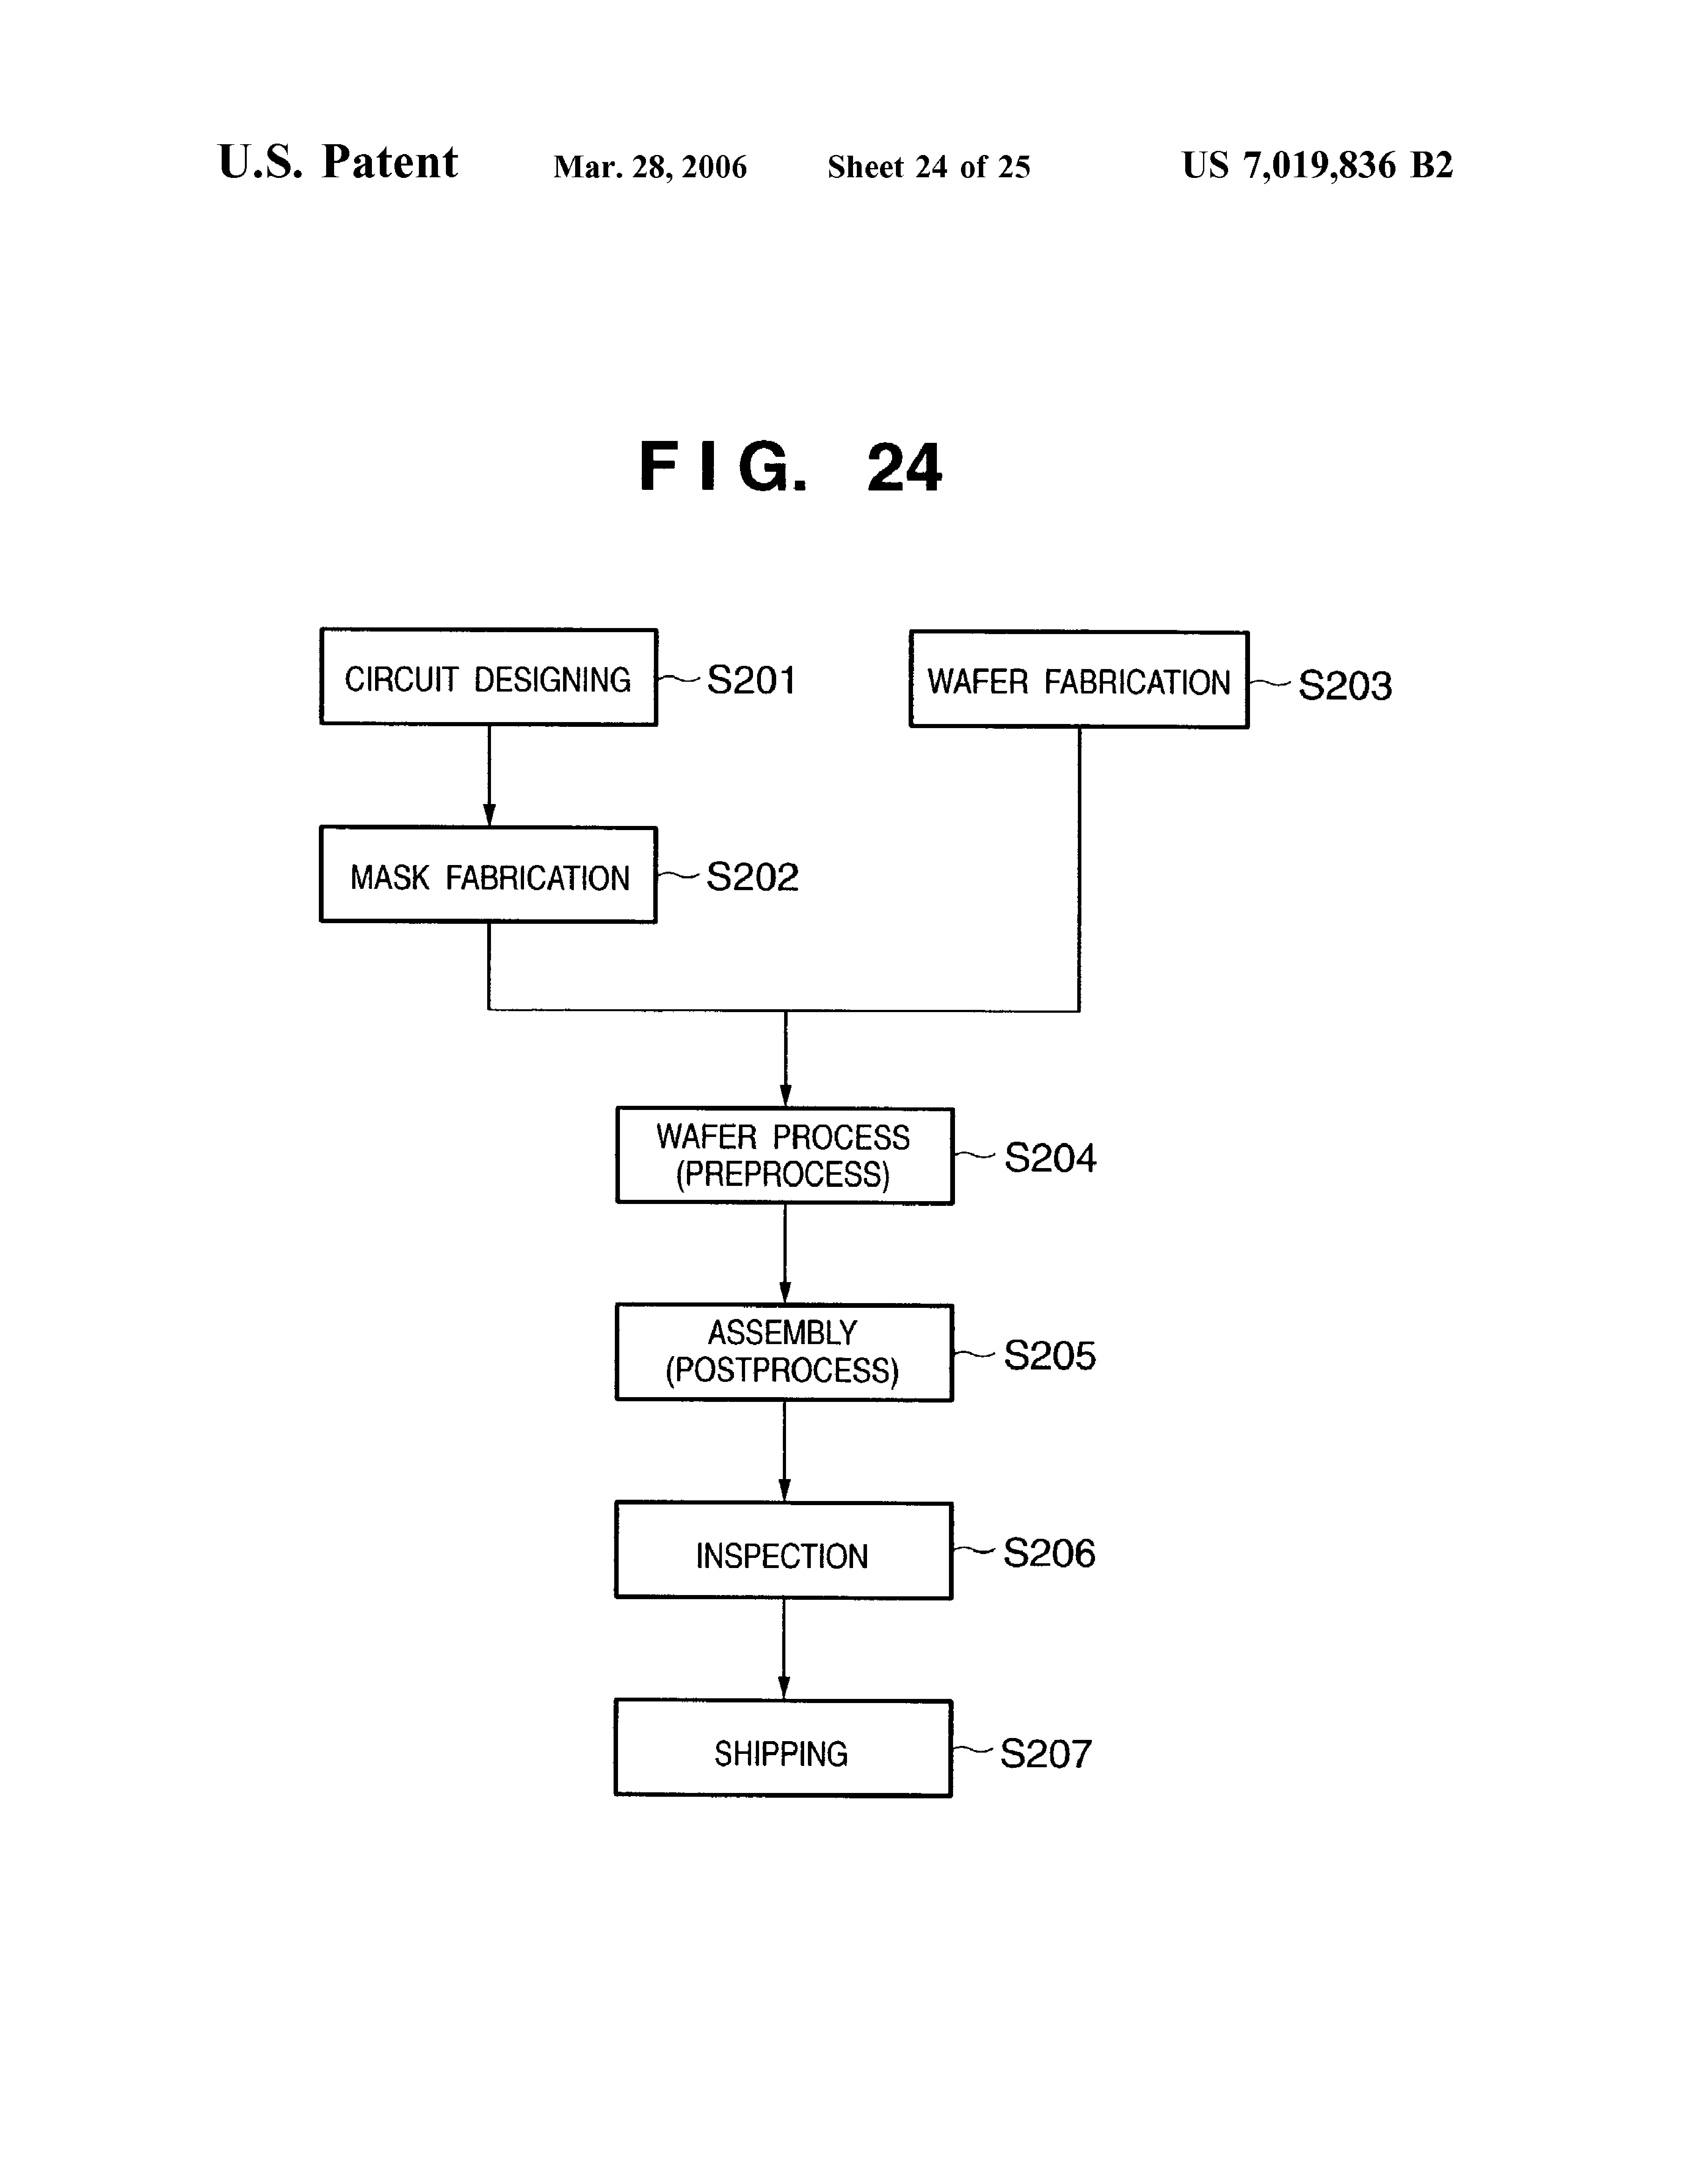 U.S. Patent Mar. 28, 2006 Sheet 24 of 25 US 7,019,836 B2
FIG. 24
CIRCUIT DESIGNING S201
WAFER FABRICATION S203
MASK FABRICATION S202
WAFER PROCESS
(PREPROCESS)
S204
ASSEMBLY
(POSTPROCESS)
S205
INSPECTION S206
SHIPPING S207